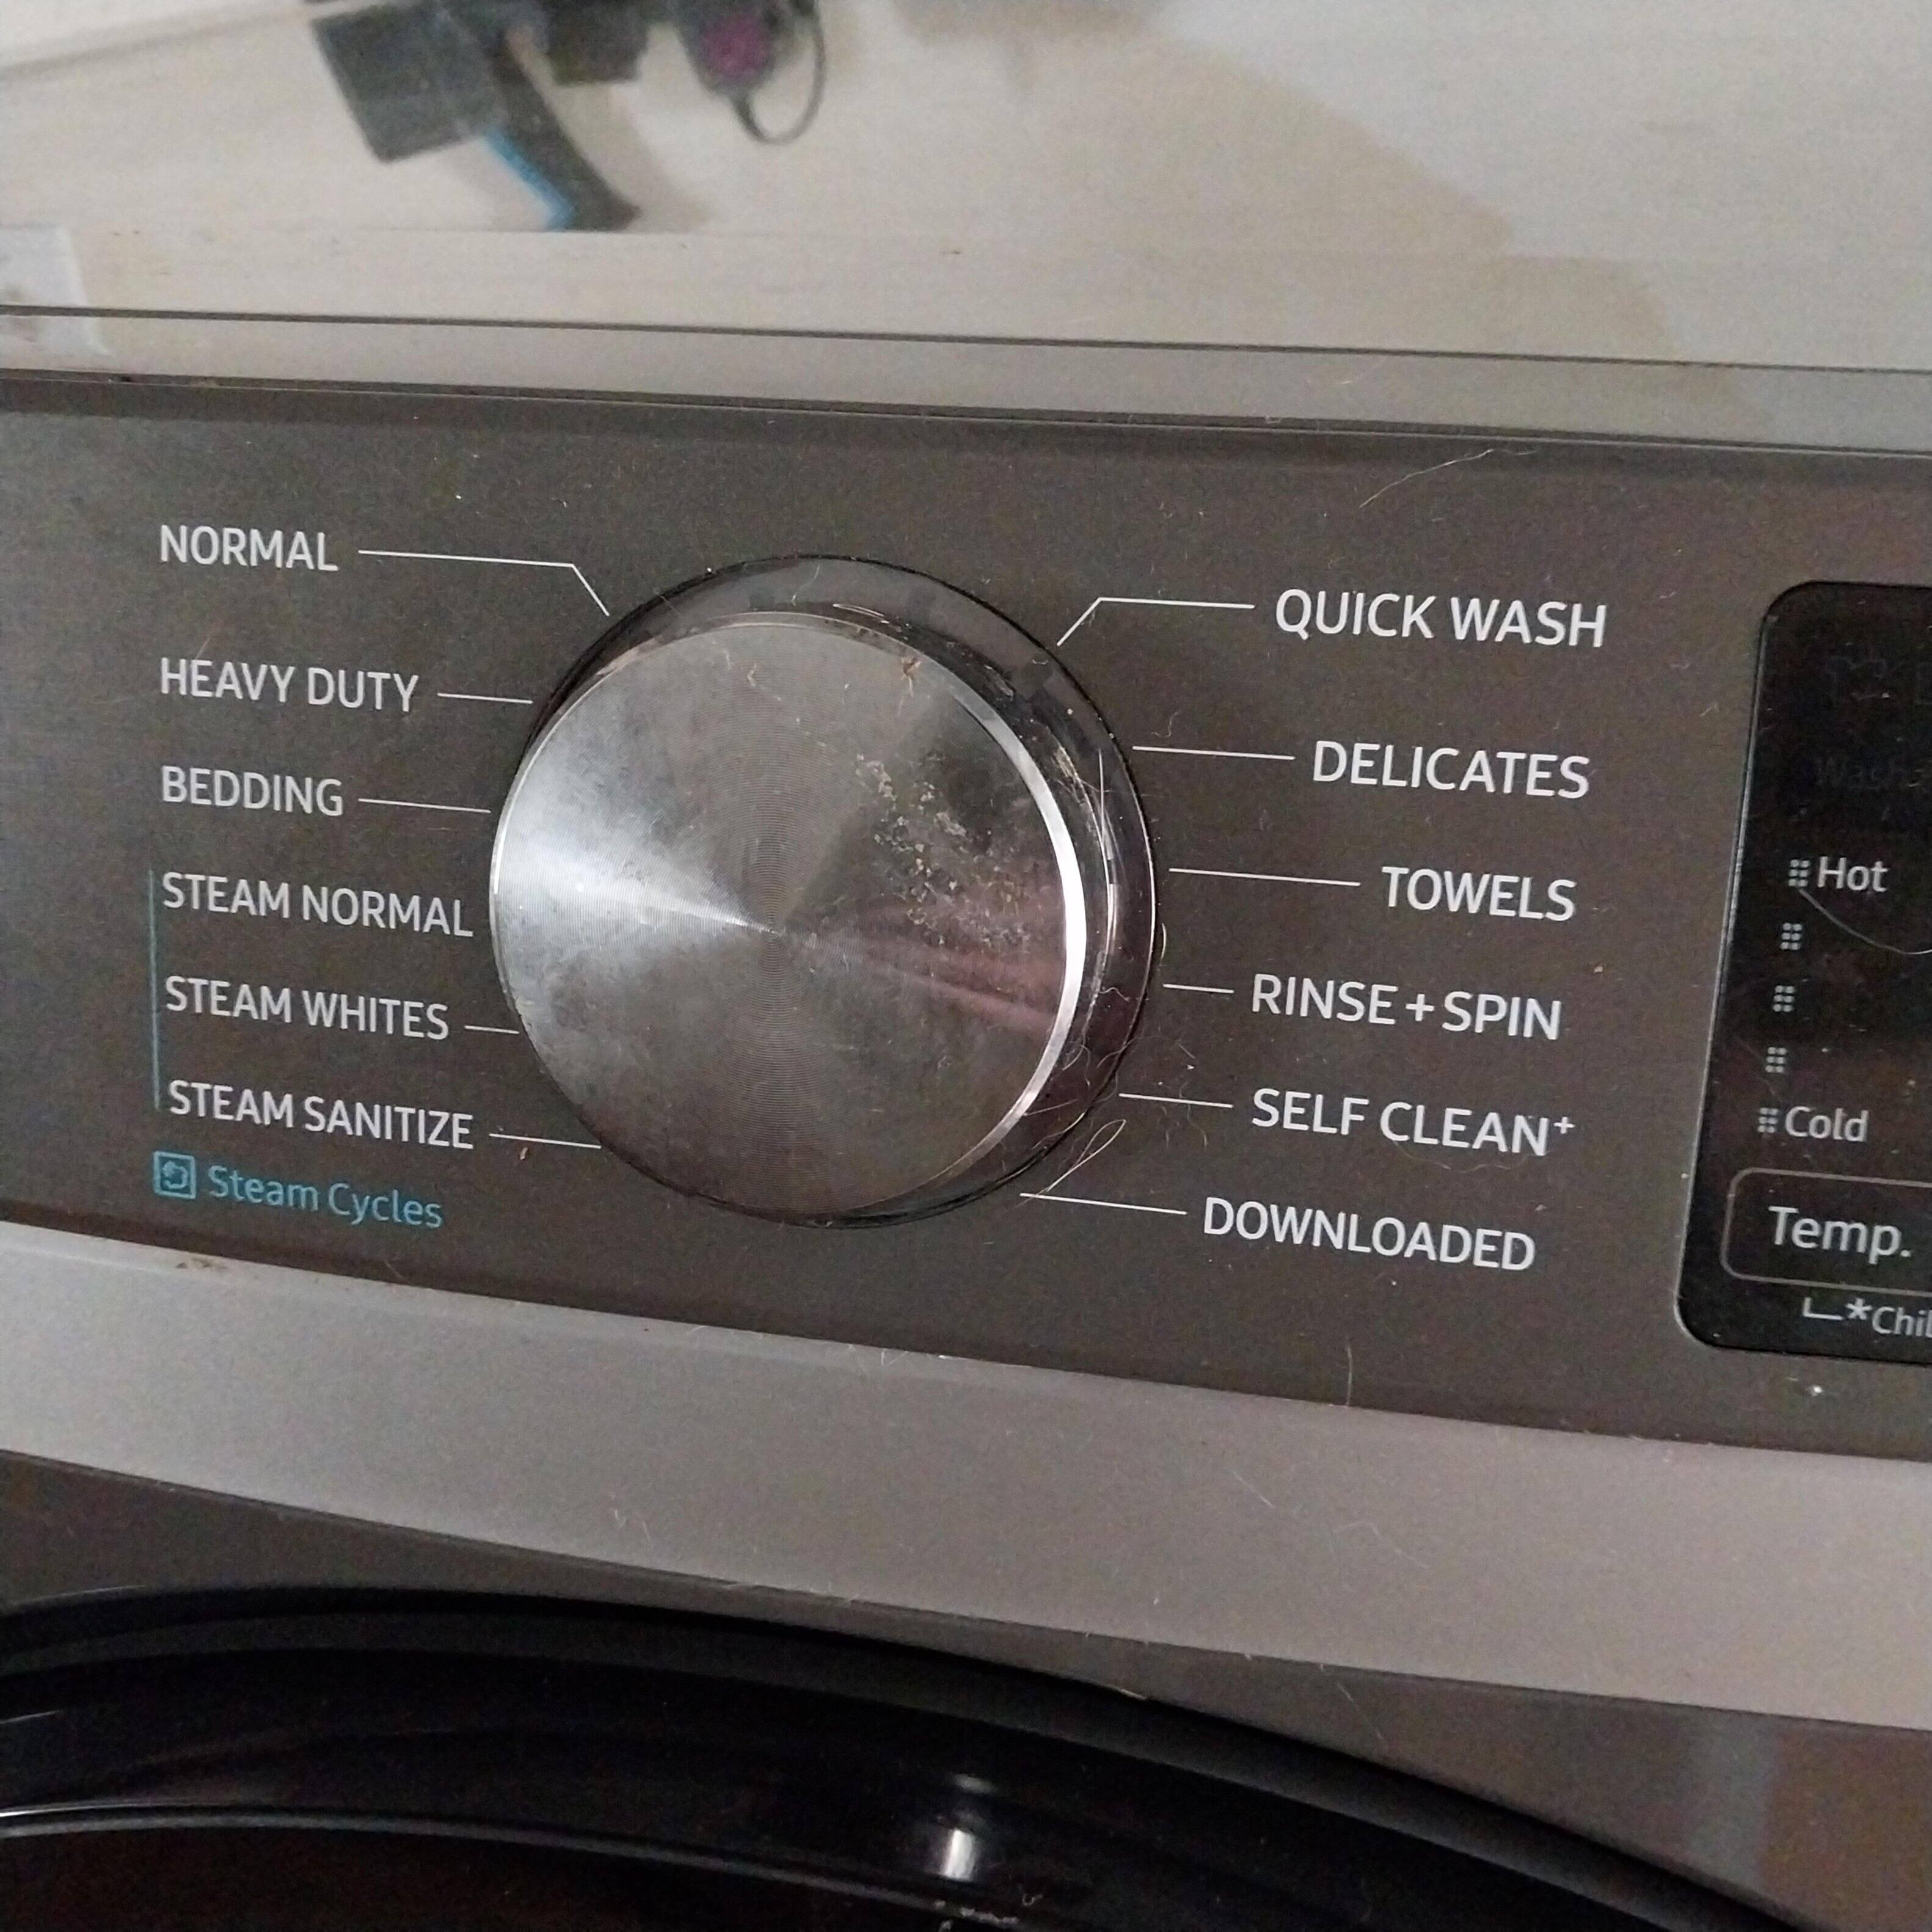 NORMAL
HEAVY DUTY
BEDDING
STEAM NORMAL
STEAM WHITES
STEAM SANITIZE
Steam Cycles
QUICK WASH
DELICATES
TOWELS
RINSE + SPIN
SELF CLEAN⁺
DOWNLOADED
Hot
Cold
Temp.